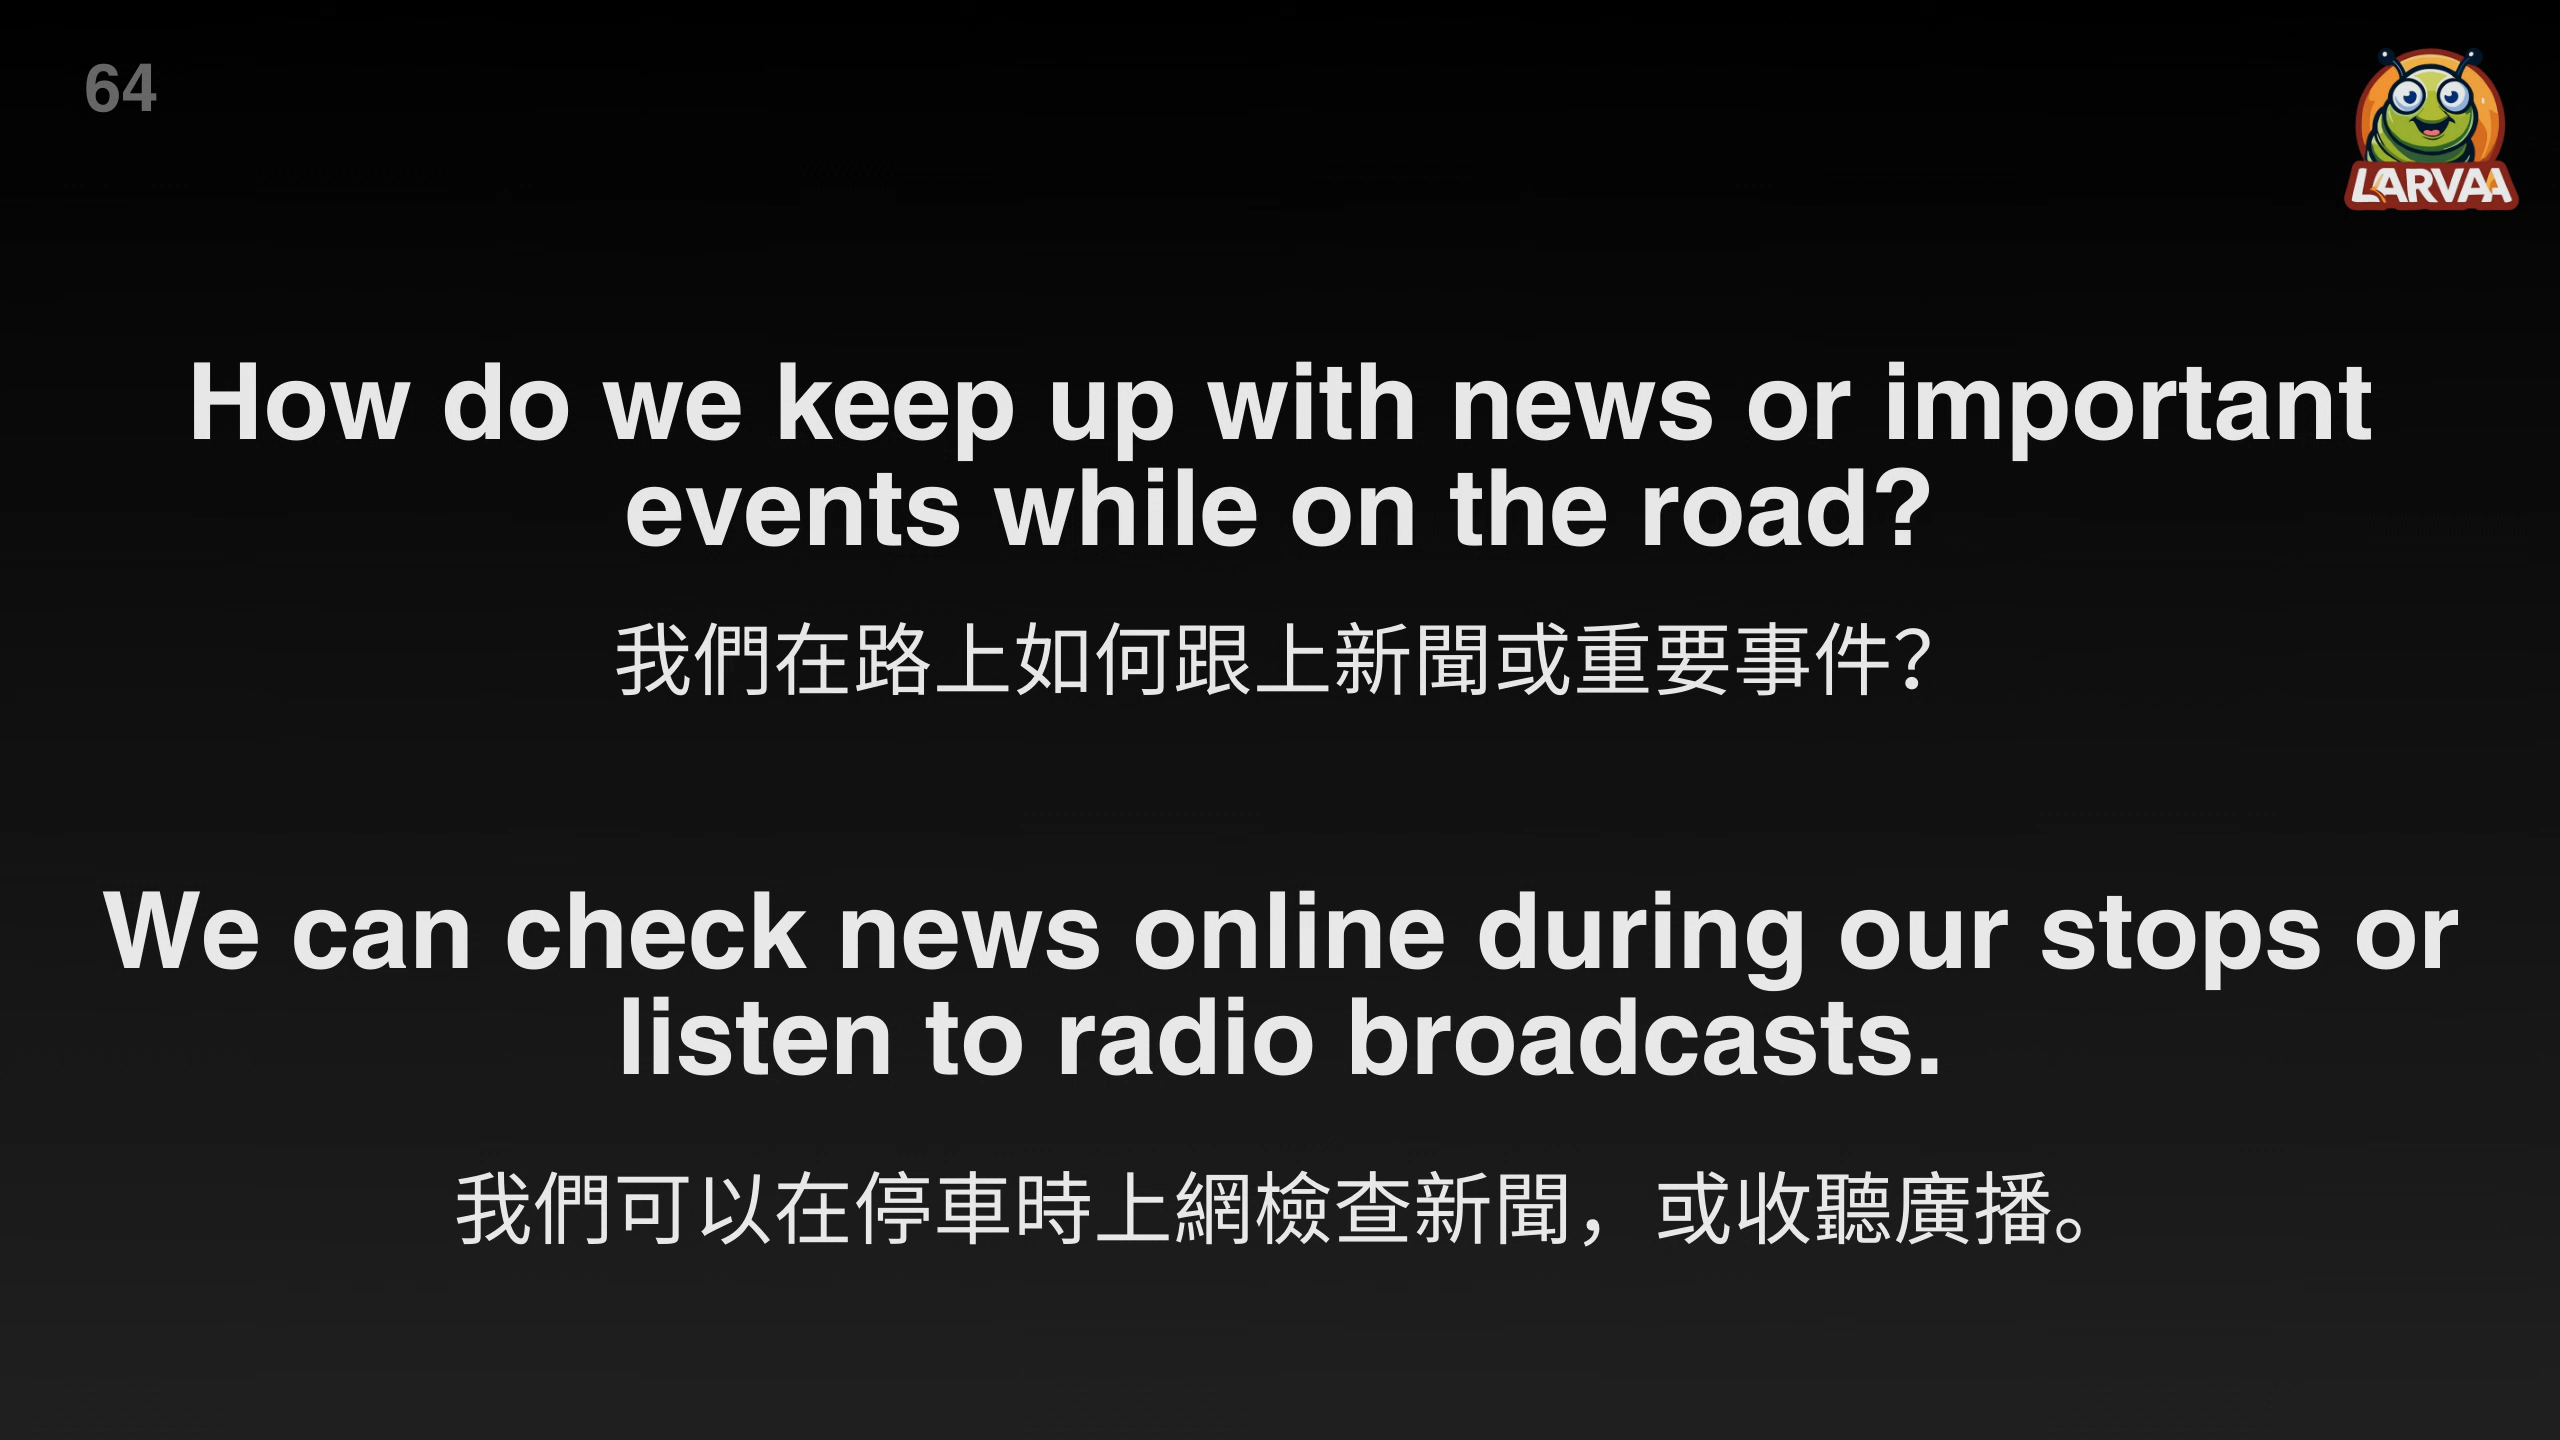 64
LARVAA
How do we keep up with news or important
events while on the road?
我們在路上如何跟上新聞或重要事件？
We can check news online during our stops or
listen to radio broadcasts.
我們可以在停車時上網檢查新聞，或收聽廣播。